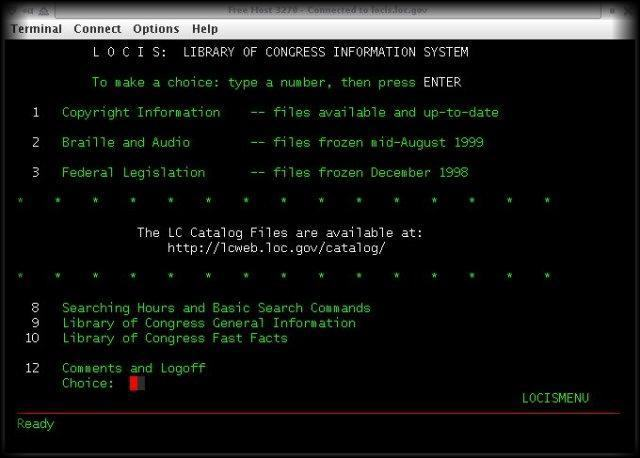 Free Host 3270 - Connected to locis.loc.gov
Terminal Connect Options Help
L O C I S: LIBRARY OF CONGRESS INFORMATION SYSTEM
To make a choice: type a number, then press ENTER
1 Copyright Information -- files available and up-to-date
2 Braille and Audio -- files frozen mid-August 1999
3 Federal Legislation -- files frozen December 1998
* * * * * * * * * * * * * * *
The LC Catalog Files are available at:
http://lcweb.loc.gov/catalog/
* * * * * * * * * * * * * * *
8 Searching Hours and Basic Search Commands
9 Library of Congress General Information
10 Library of Congress Fast Facts
12 Comments and Logoff
Choice:
LOCISMENU
Ready